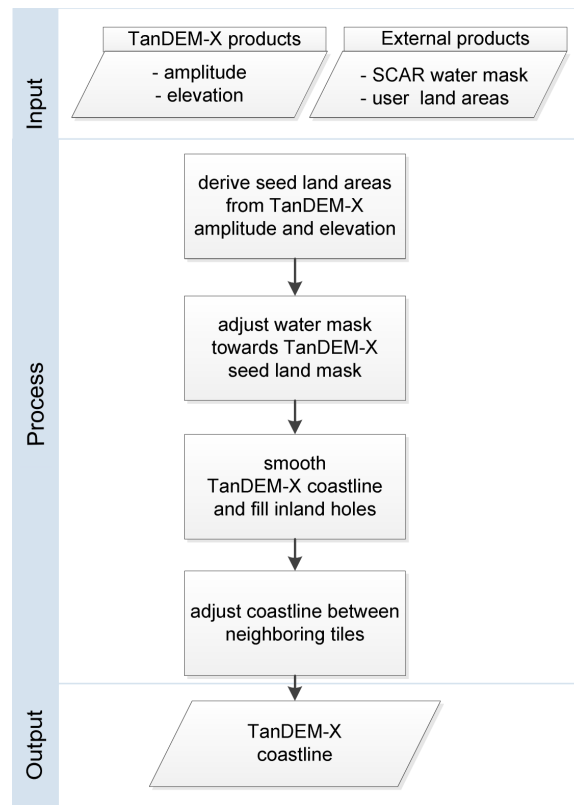 Input
TanDEM-X products
- amplitude
- elevation
External products
- SCAR water mask
- user land areas
Process
derive seed land areas
from TanDEM-X
amplitude and elevation
adjust water mask
towards TanDEM-X
seed land mask
smooth
TanDEM-X coastline
and fill inland holes
adjust coastline between
neighboring tiles
Output
TanDEM-X
coastline